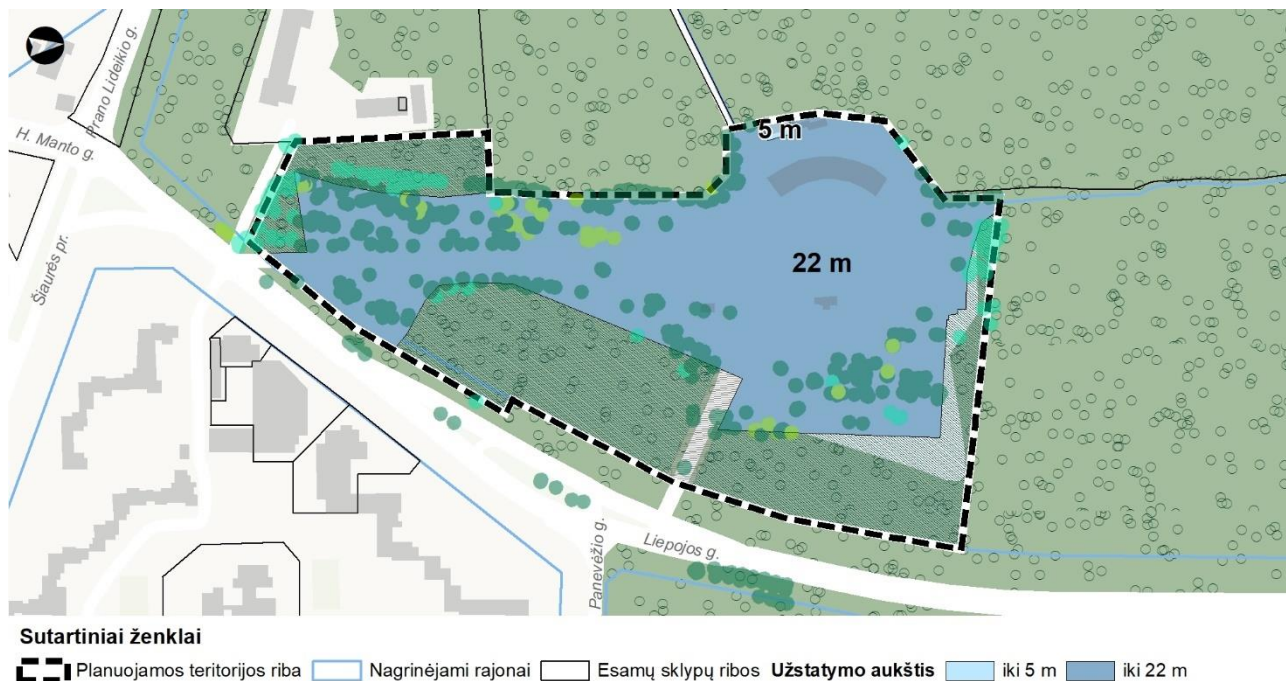 Prano Lideikio g.
H. Manto g.
Šiaurės pr.
5 m
22 m
Liepojos g.
Panevėžio g.
Sutartiniai ženklai
Planuojamos teritorijos riba Nagrinėjami rajonai Esamų sklypų ribos Užstatymo aukštis iki 5 m iki 22 m